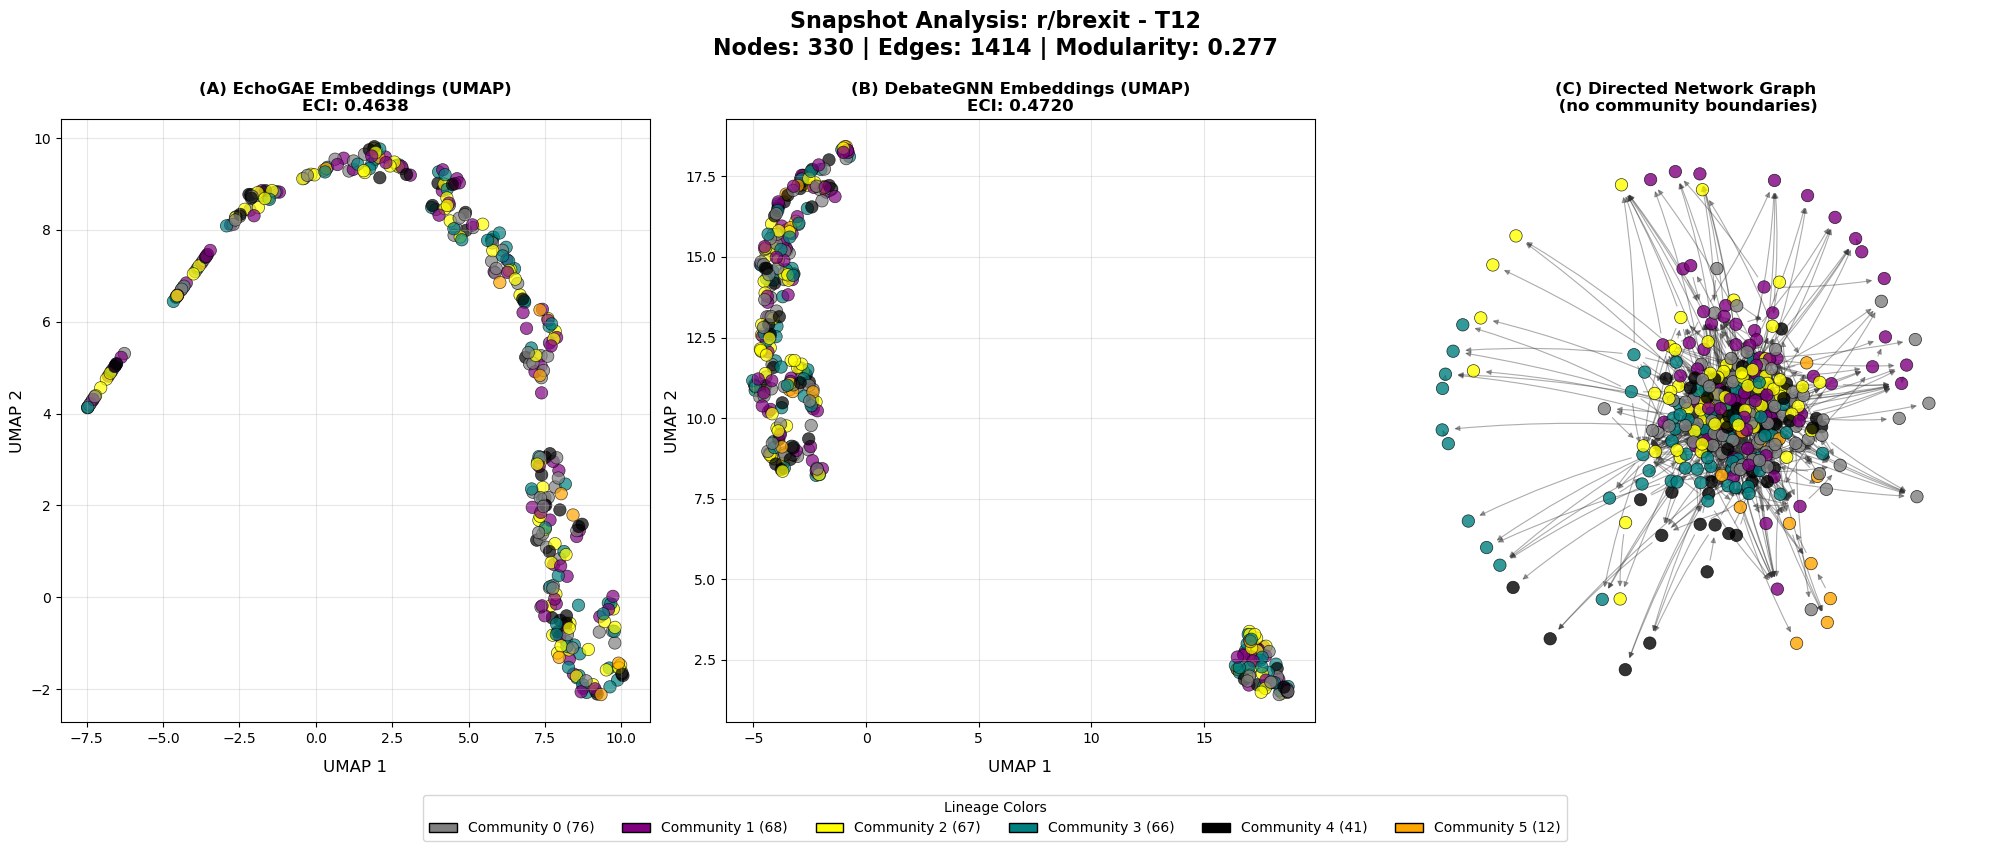 Snapshot Analysis: r/brexit - T12
Nodes: 330 | Edges: 1414 | Modularity: 0.277
(A) EchoGAE Embeddings (UMAP)
ECI: 0.4638
10
8
6
4
2
0
−2
UMAP 2
−7.5 −5.0 −2.5 0.0 2.5 5.0 7.5 10.0
UMAP 1
(B) DebateGNN Embeddings (UMAP)
ECI: 0.4720
17.5
15.0
12.5
10.0
7.5
5.0
2.5
UMAP 2
−5 0 5 10 15
UMAP 1
(C) Directed Network Graph
(no community boundaries)
Lineage Colors
Community 0 (76) Community 1 (68) Community 2 (67) Community 3 (66) Community 4 (41) Community 5 (12)